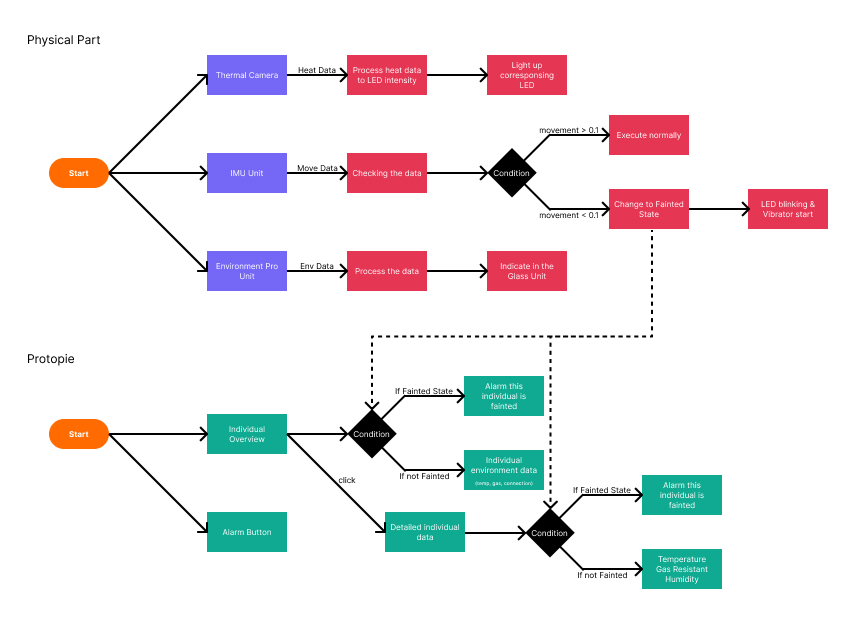 Physical Part
Thermal Camera
Heat Data
Process heat data
to LED intensity
Light up
corresponsing
LED
movement > 0.1
Execute normally
Start
IMU Unit
Move Data
Checking the data
Condition
movement < 0.1
Change to Fainted
State
LED blinking &
Vibrator start
Environment Pro
Unit
Env Data
Process the data
Indicate in the
Glass Unit
Protopie
If Fainted State
Alarm this
individual is
fainted
Start
Individual
Overview
Condition
If not Fainted
Individual
environment data
(temp, gas, connection)
click
If Fainted State
Alarm this
individual is
fainted
Alarm Button
Detailed individual
data
Condition
If not Fainted
Temperature
Gas Resistant
Humidity